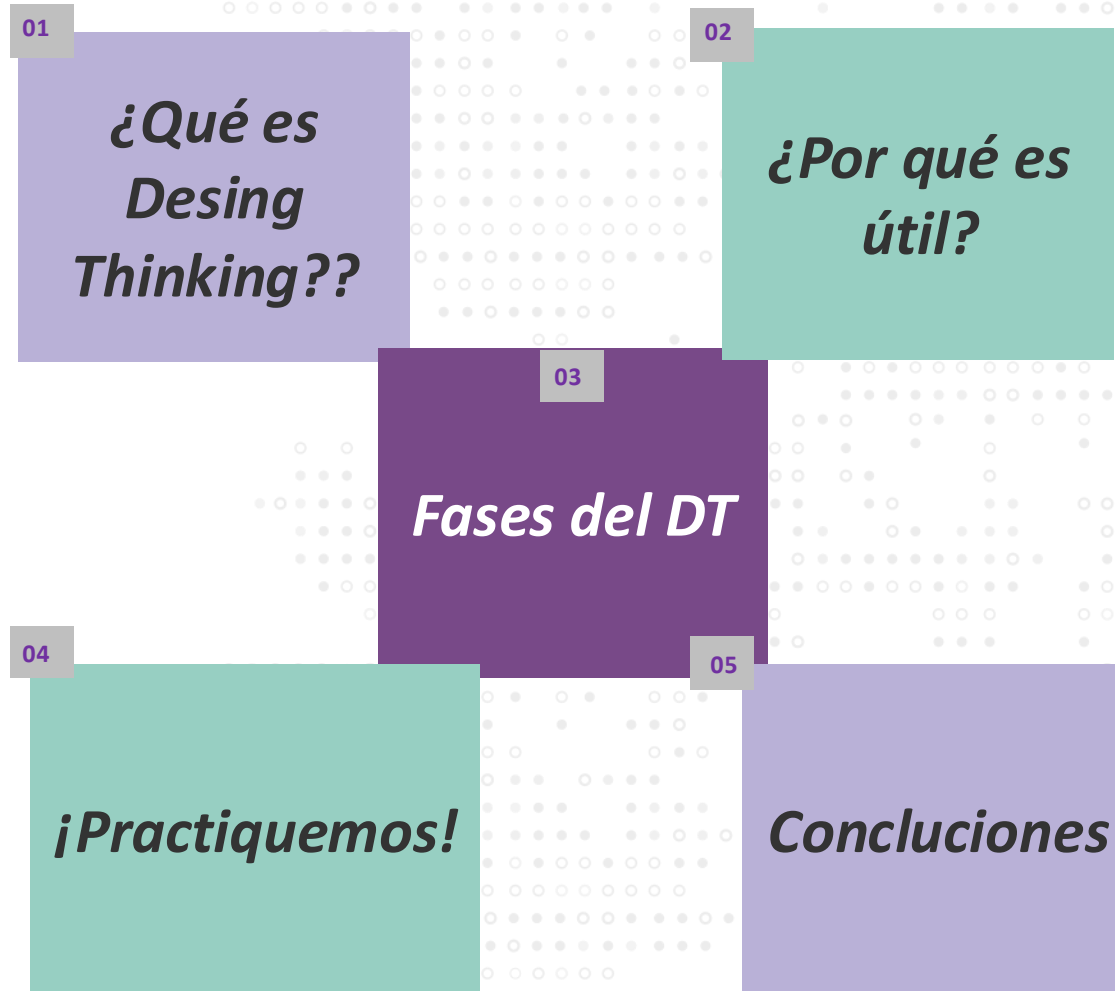 01
¿Qué es
Desing
Thinking??
02
¿Por qué es
útil?
03
Fases del DT
04
¡Practiquemos!
05
Concluciones